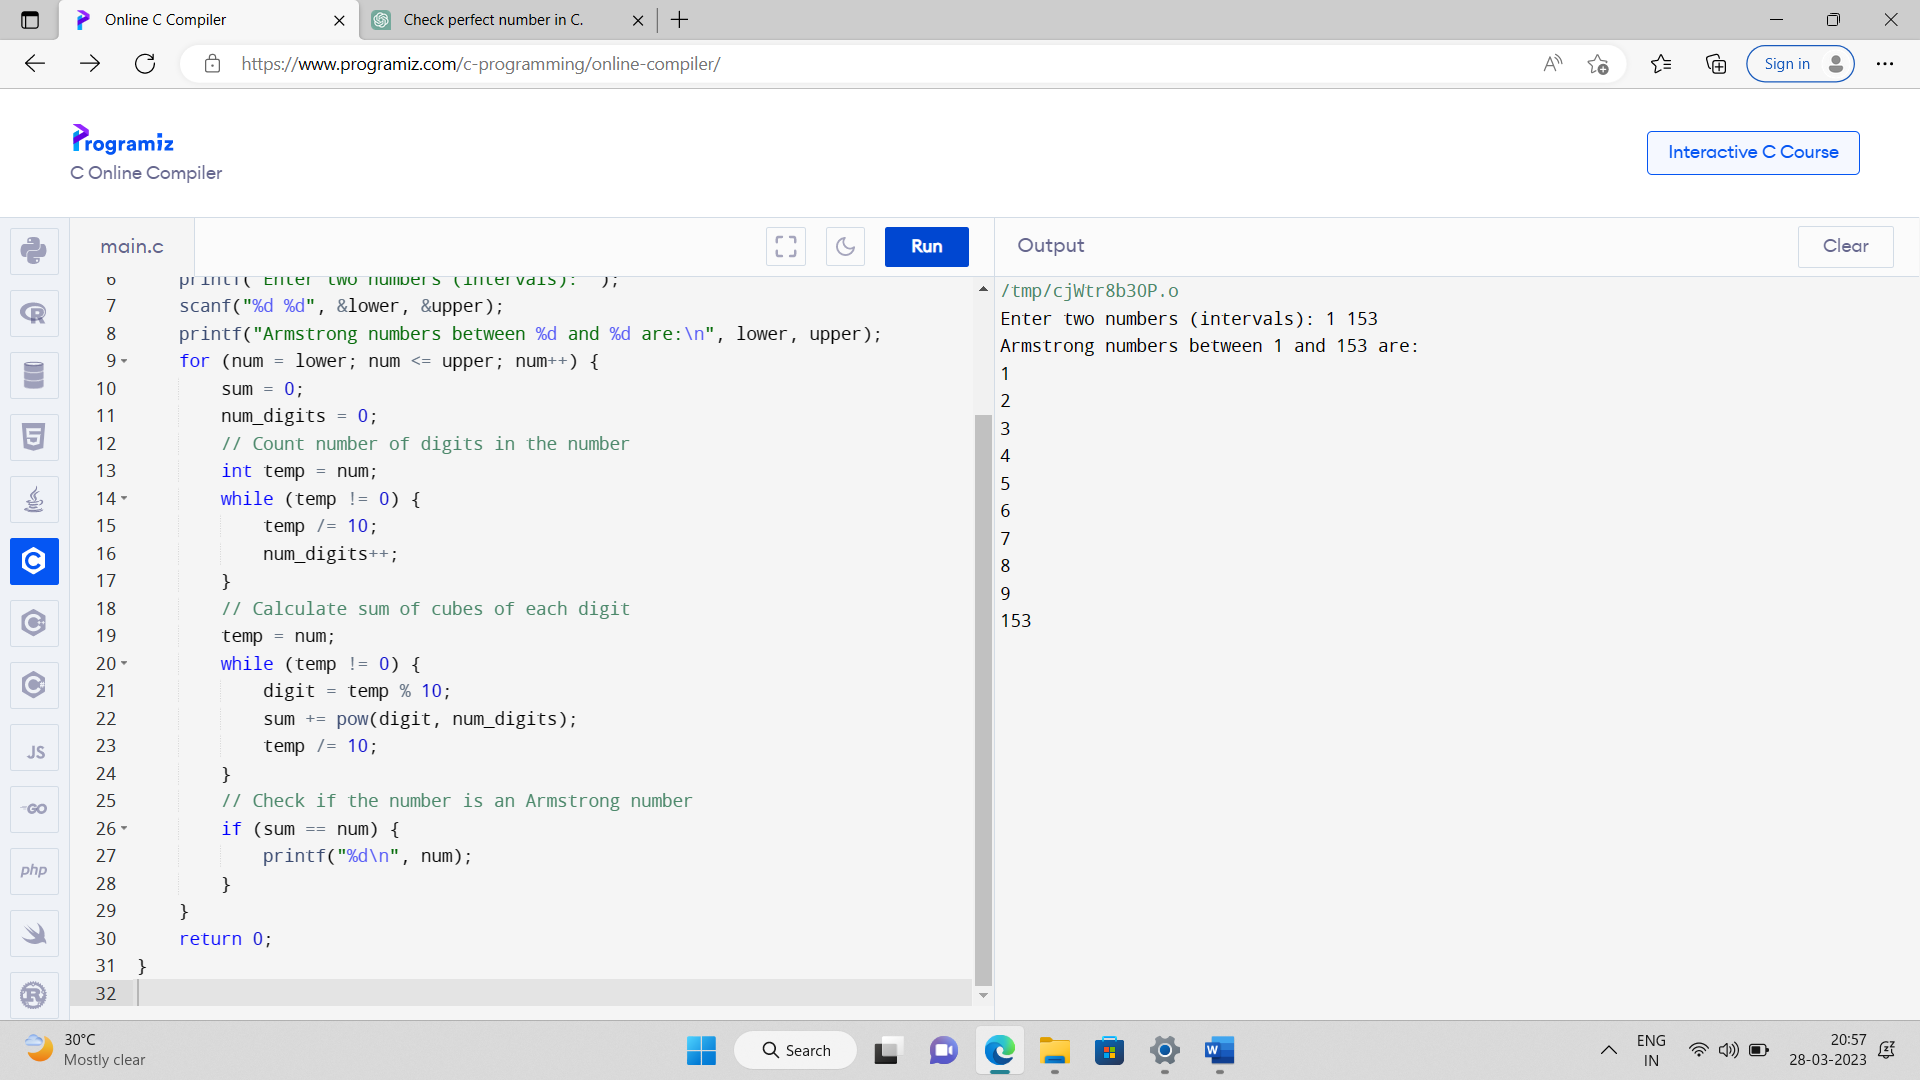 Online C Compiler
Check perfect number in C.
https://www.programiz.com/c-programming/online-compiler/
Sign in
Programiz
C Online Compiler
Interactive C Course
main.c
Run
Output
Clear
6 printf("Enter two numbers (intervals): ");
7 scanf("%d %d", &lower, &upper);
8 printf("Armstrong numbers between %d and %d are:\n", lower, upper);
9 for (num = lower; num <= upper; num++) {
10 sum = 0;
11 num_digits = 0;
12 // Count number of digits in the number
13 int temp = num;
14 while (temp != 0) {
15 temp /= 10;
16 num_digits++;
17 }
18 // Calculate sum of cubes of each digit
19 temp = num;
20 while (temp != 0) {
21 digit = temp % 10;
22 sum += pow(digit, num_digits);
23 temp /= 10;
24 }
25 // Check if the number is an Armstrong number
26 if (sum == num) {
27 printf("%d\n", num);
28 }
29 }
30 return 0;
31 }
32
/tmp/cjWtr8b3OP.o
Enter two numbers (intervals): 1 153
Armstrong numbers between 1 and 153 are:
1
2
3
4
5
6
7
8
9
153
JS
GO
php
30°C
Mostly clear
Search
ENG
IN
20:57
28-03-2023